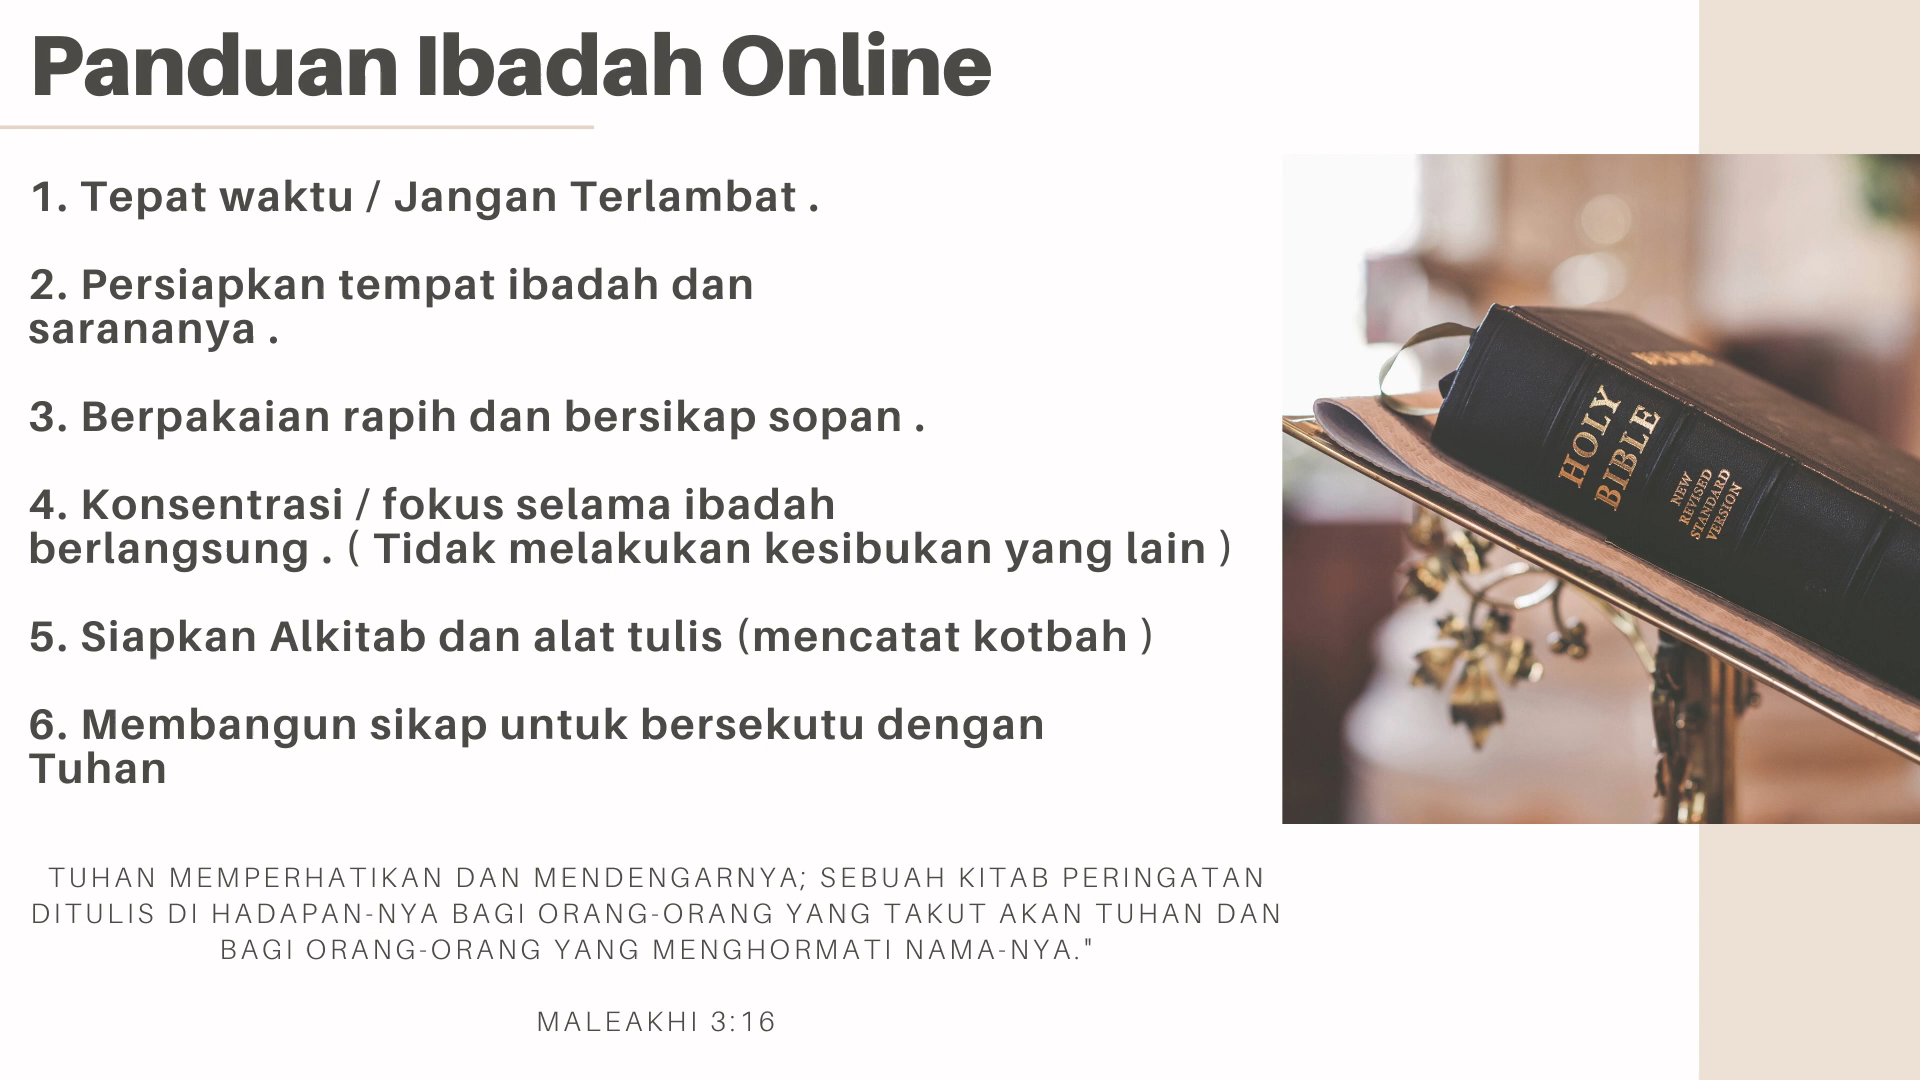 Panduan Ibadah Online
1. Tepat waktu / Jangan Terlambat .
2. Persiapkan tempat ibadah dan
sarananya .
3. Berpakaian rapih dan bersikap sopan .
4. Konsentrasi / fokus selama ibadah
berlangsung . ( Tidak melakukan kesibukan yang lain )
5. Siapkan Alkitab dan alat tulis (mencatat kotbah )
6. Membangun sikap untuk bersekutu dengan
Tuhan
TUHAN MEMPERHATIKAN DAN MENDENGARNYA; SEBUAH KITAB PERINGATAN
DITULIS DI HADAPAN-NYA BAGI ORANG-ORANG YANG TAKUT AKAN TUHAN DAN
BAGI ORANG-ORANG YANG MENGHORMATI NAMA-NYA."
MALEAKHI 3:16
HOLY
BIBLE
NEW
REVISED
STANDARD
VERSION